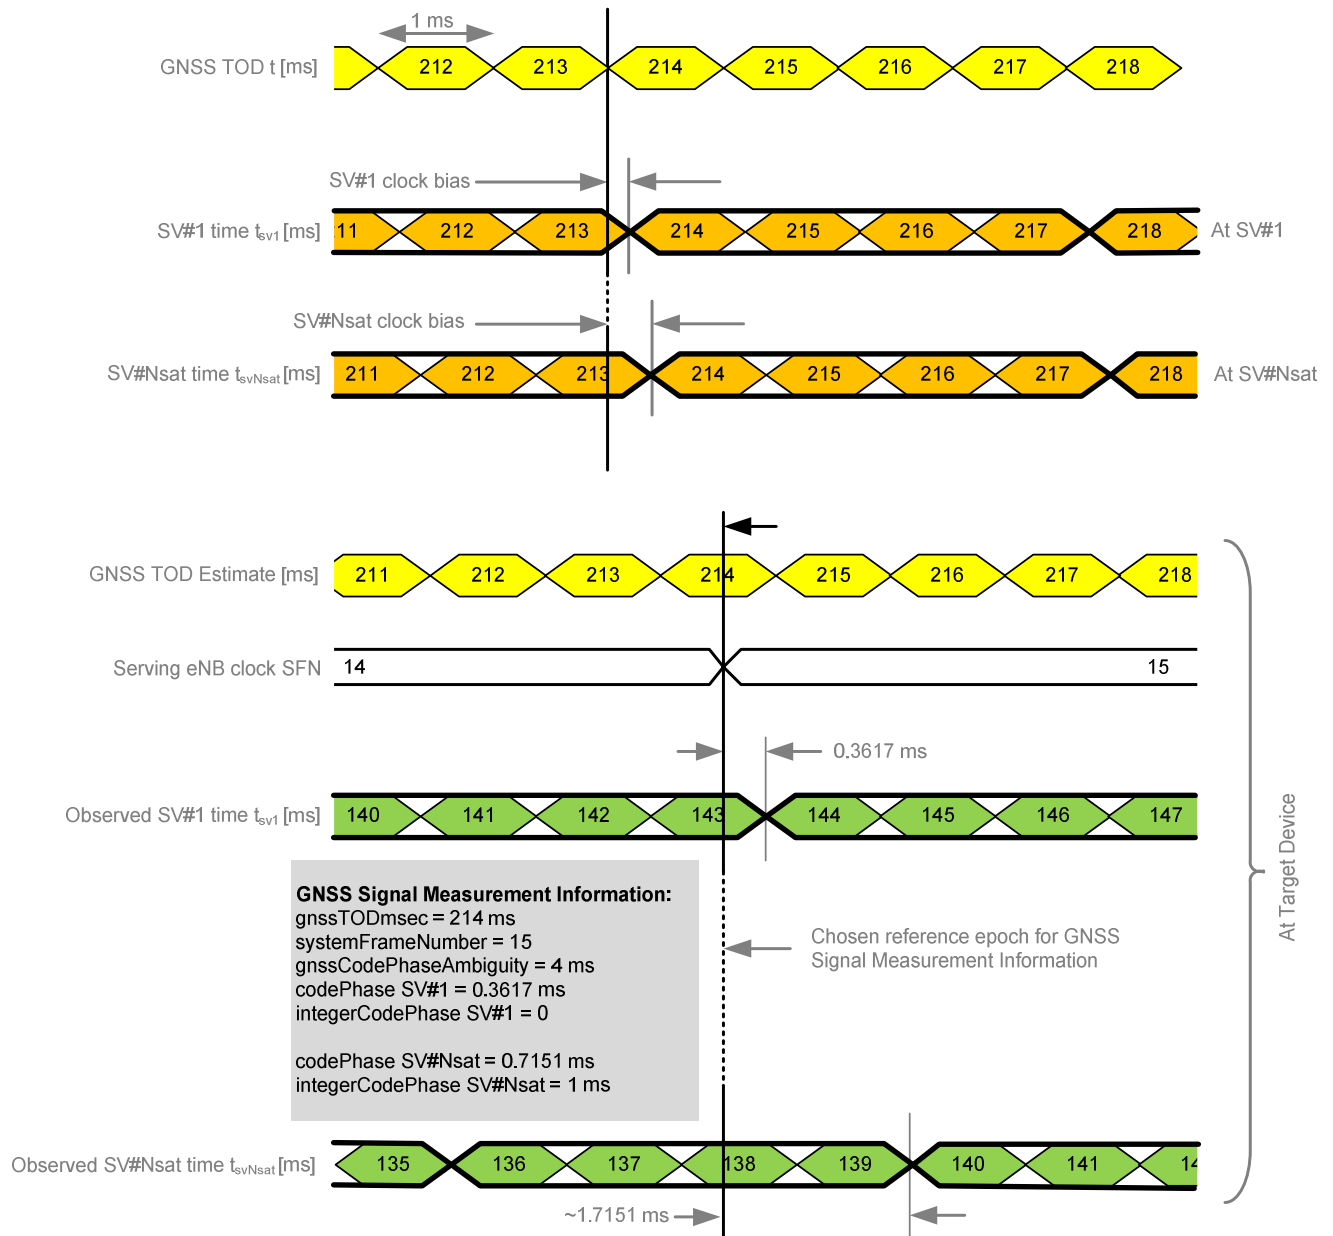 1 ms
GNSS TOD t [ms] 212 213 214 215 216 217 218
SV#1 clock bias
SV#1 time tsv1 [ms] 11 212 213 214 215 216 217 218 At SV#1
SV#Nsat clock bias
SV#Nsat time tsvNsat [ms] 211 212 213 214 215 216 217 218 At SV#Nsat
GNSS TOD Estimate [ms] 211 212 213 214 215 216 217 218
Serving eNB clock SFN 14 15
0.3617 ms
Observed SV#1 time tsv1 [ms] 140 141 142 143 144 145 146 147
At Target Device
GNSS Signal Measurement Information:
gnssTODmsec = 214 ms
systemFrameNumber = 15
gnssCodePhaseAmbiguity = 4 ms
codePhase SV#1 = 0.3617 ms
integerCodePhase SV#1 = 0
codePhase SV#Nsat = 0.7151 ms
integerCodePhase SV#Nsat = 1 ms
Chosen reference epoch for GNSS
Signal Measurement Information
Observed SV#Nsat time tsvNsat [ms] 135 136 137 138 139 140 141 14
~1.7151 ms